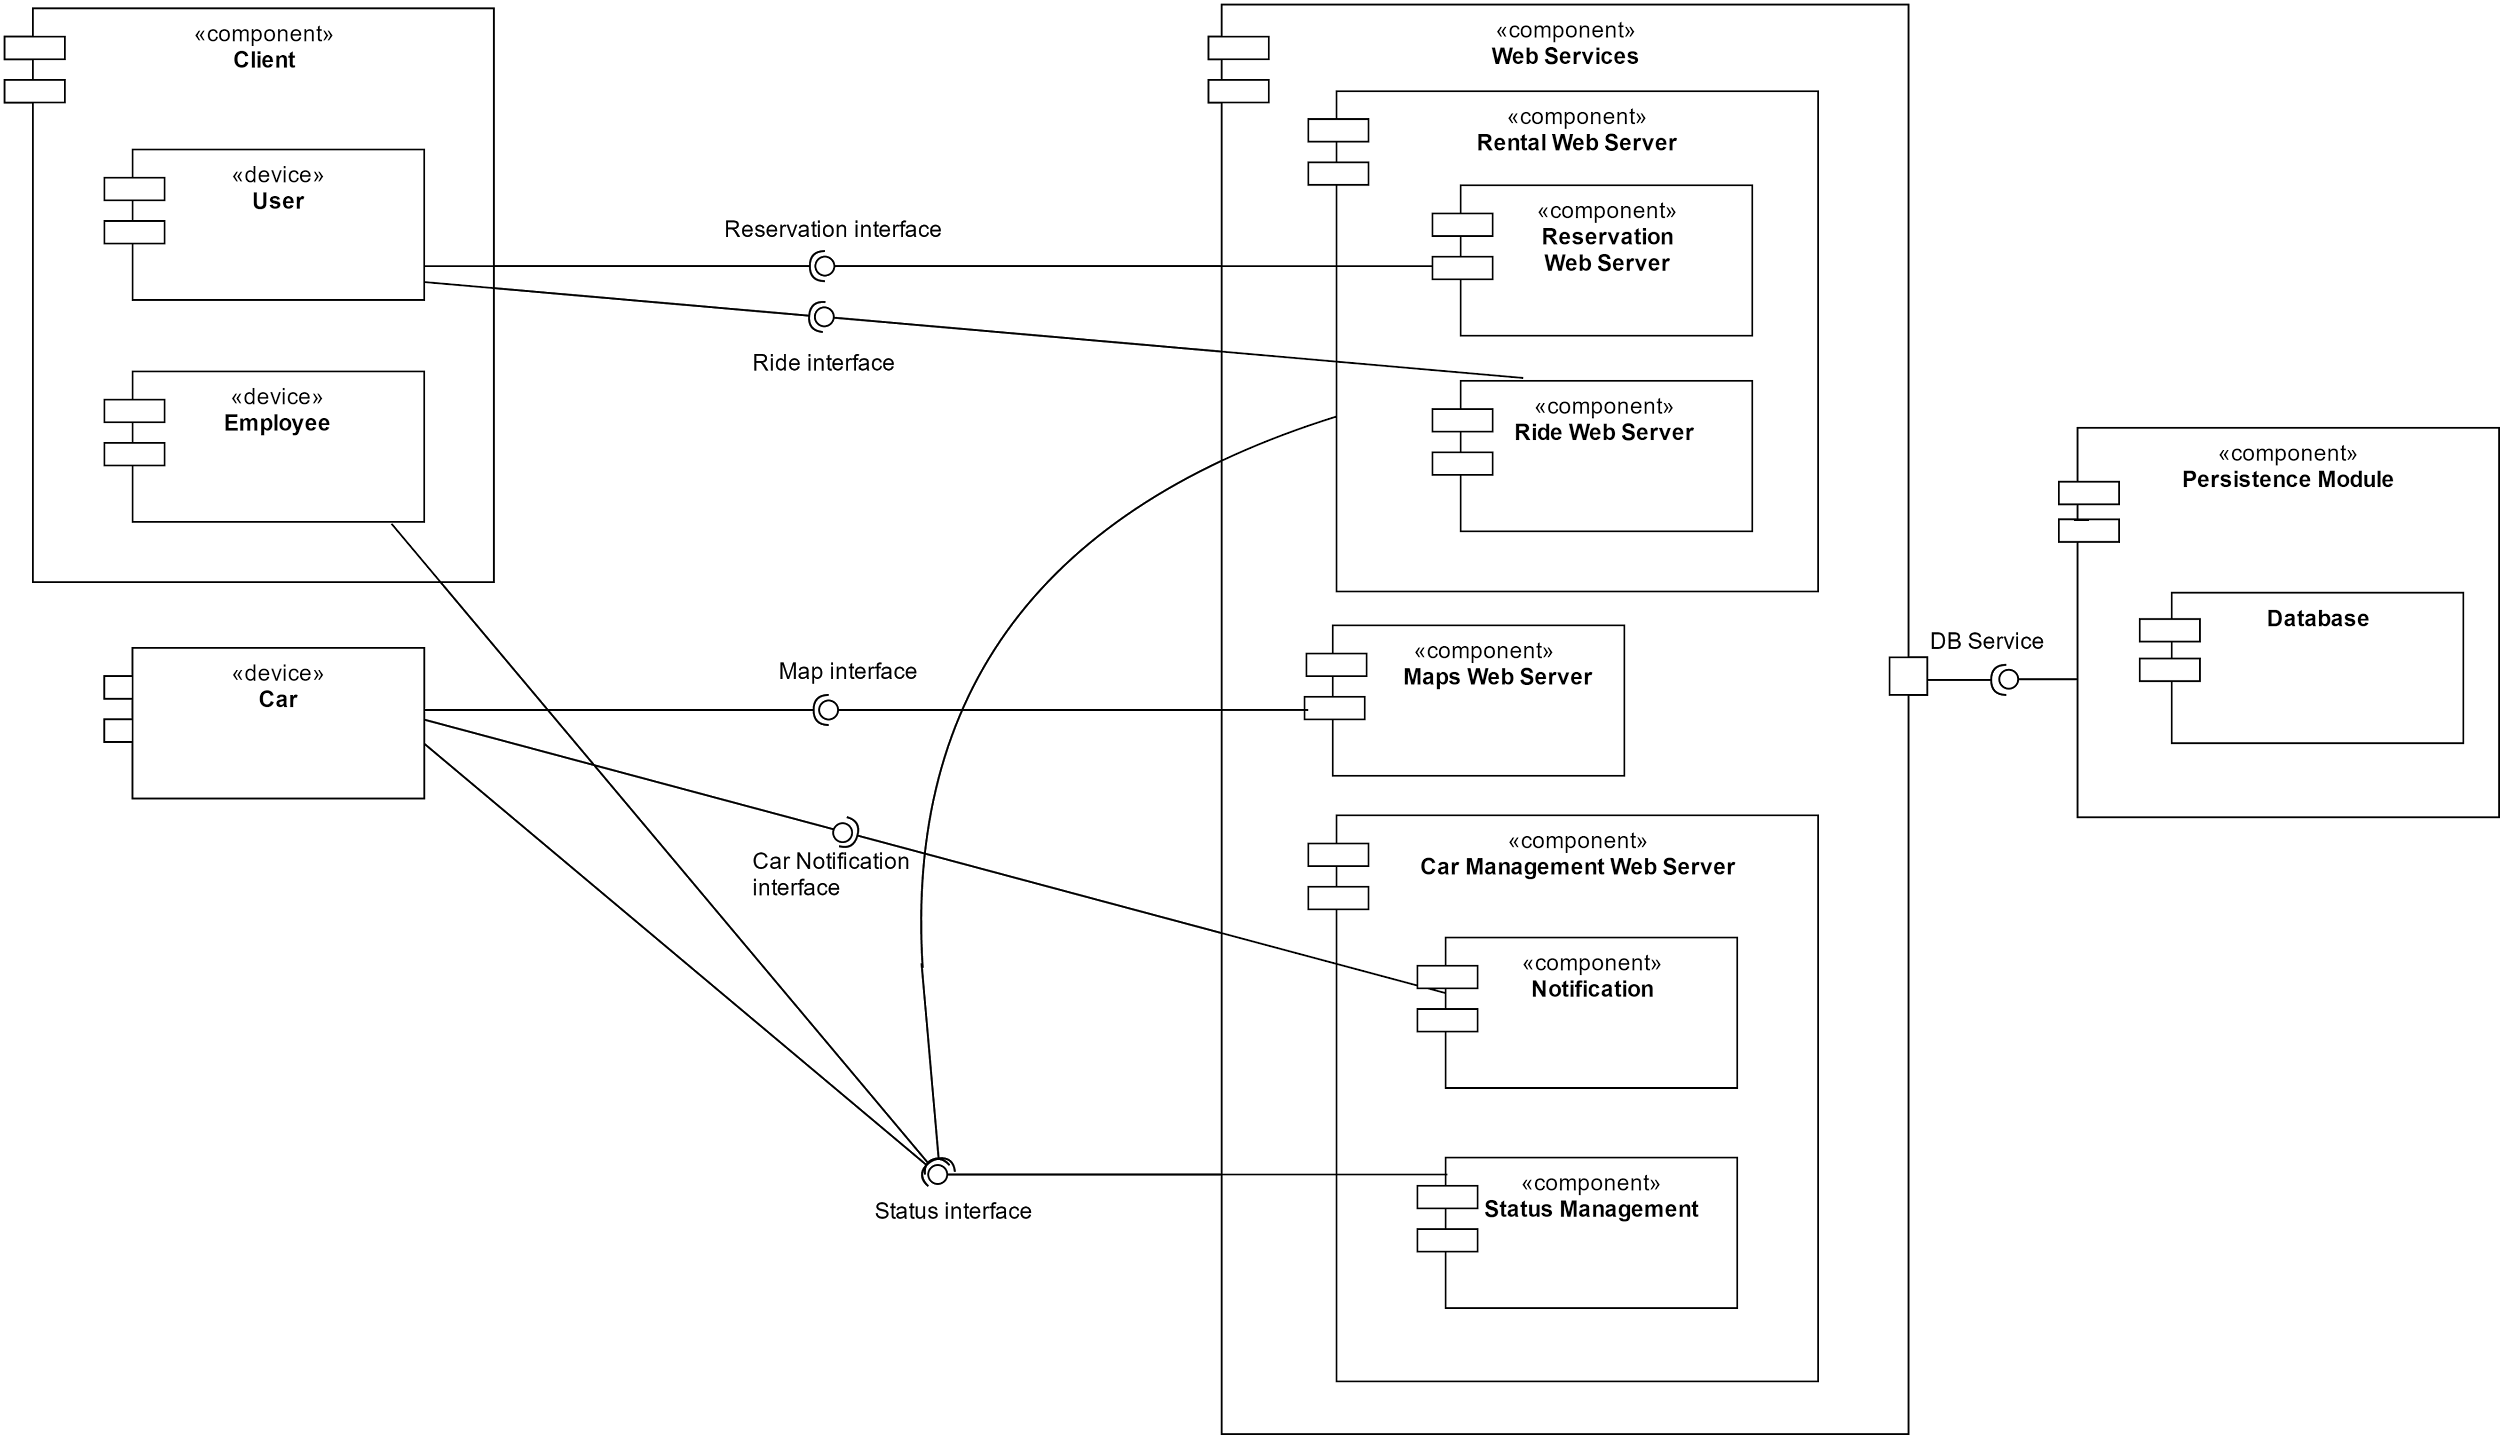 «component»
Client
«device»
User
«device»
Employee
«device»
Car
Reservation interface
Ride interface
Map interface
Car Notification
interface
Status interface
«component»
Web Services
«component»
Rental Web Server
«component»
Reservation
Web Server
«component»
Ride Web Server
«component»
Maps Web Server
«component»
Car Management Web Server
«component»
Notification
«component»
Status Management
DB Service
«component»
Persistence Module
Database